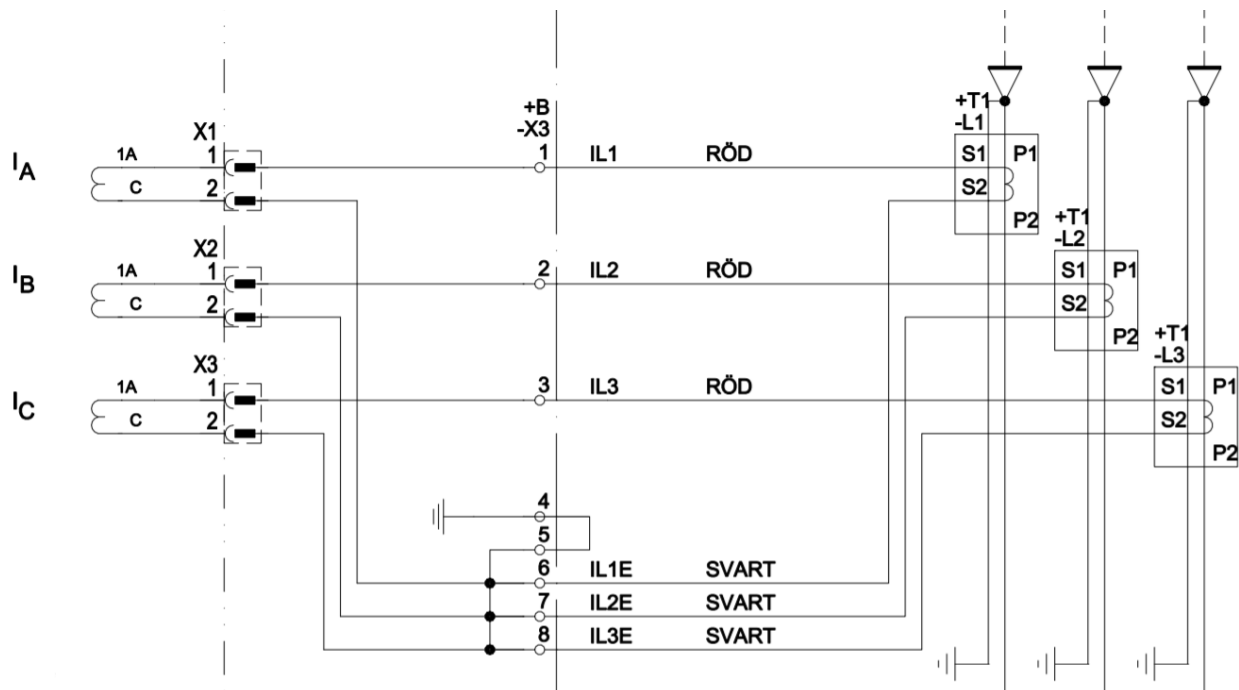 +B
-X3
+T1
-L1
X1
I_A 1A 1 1 IL1 RÖD S1 P1
C 2 S2
P2
+T1
-L2
X2
I_B 1A 1 2 IL2 RÖD S1 P1
C 2 S2
P2
+T1
-L3
X3
I_C 1A 1 3 IL3 RÖD S1 P1
C 2 S2
P2
4
5
6 IL1E SVART
7 IL2E SVART
8 IL3E SVART